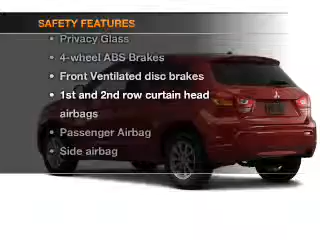 SAFETY FEATURES
• Privacy Glass
• 4-wheel ABS Brakes
• Front Ventilated disc brakes
• 1st and 2nd row curtain head
airbags
• Passenger Airbag
• Side airbag